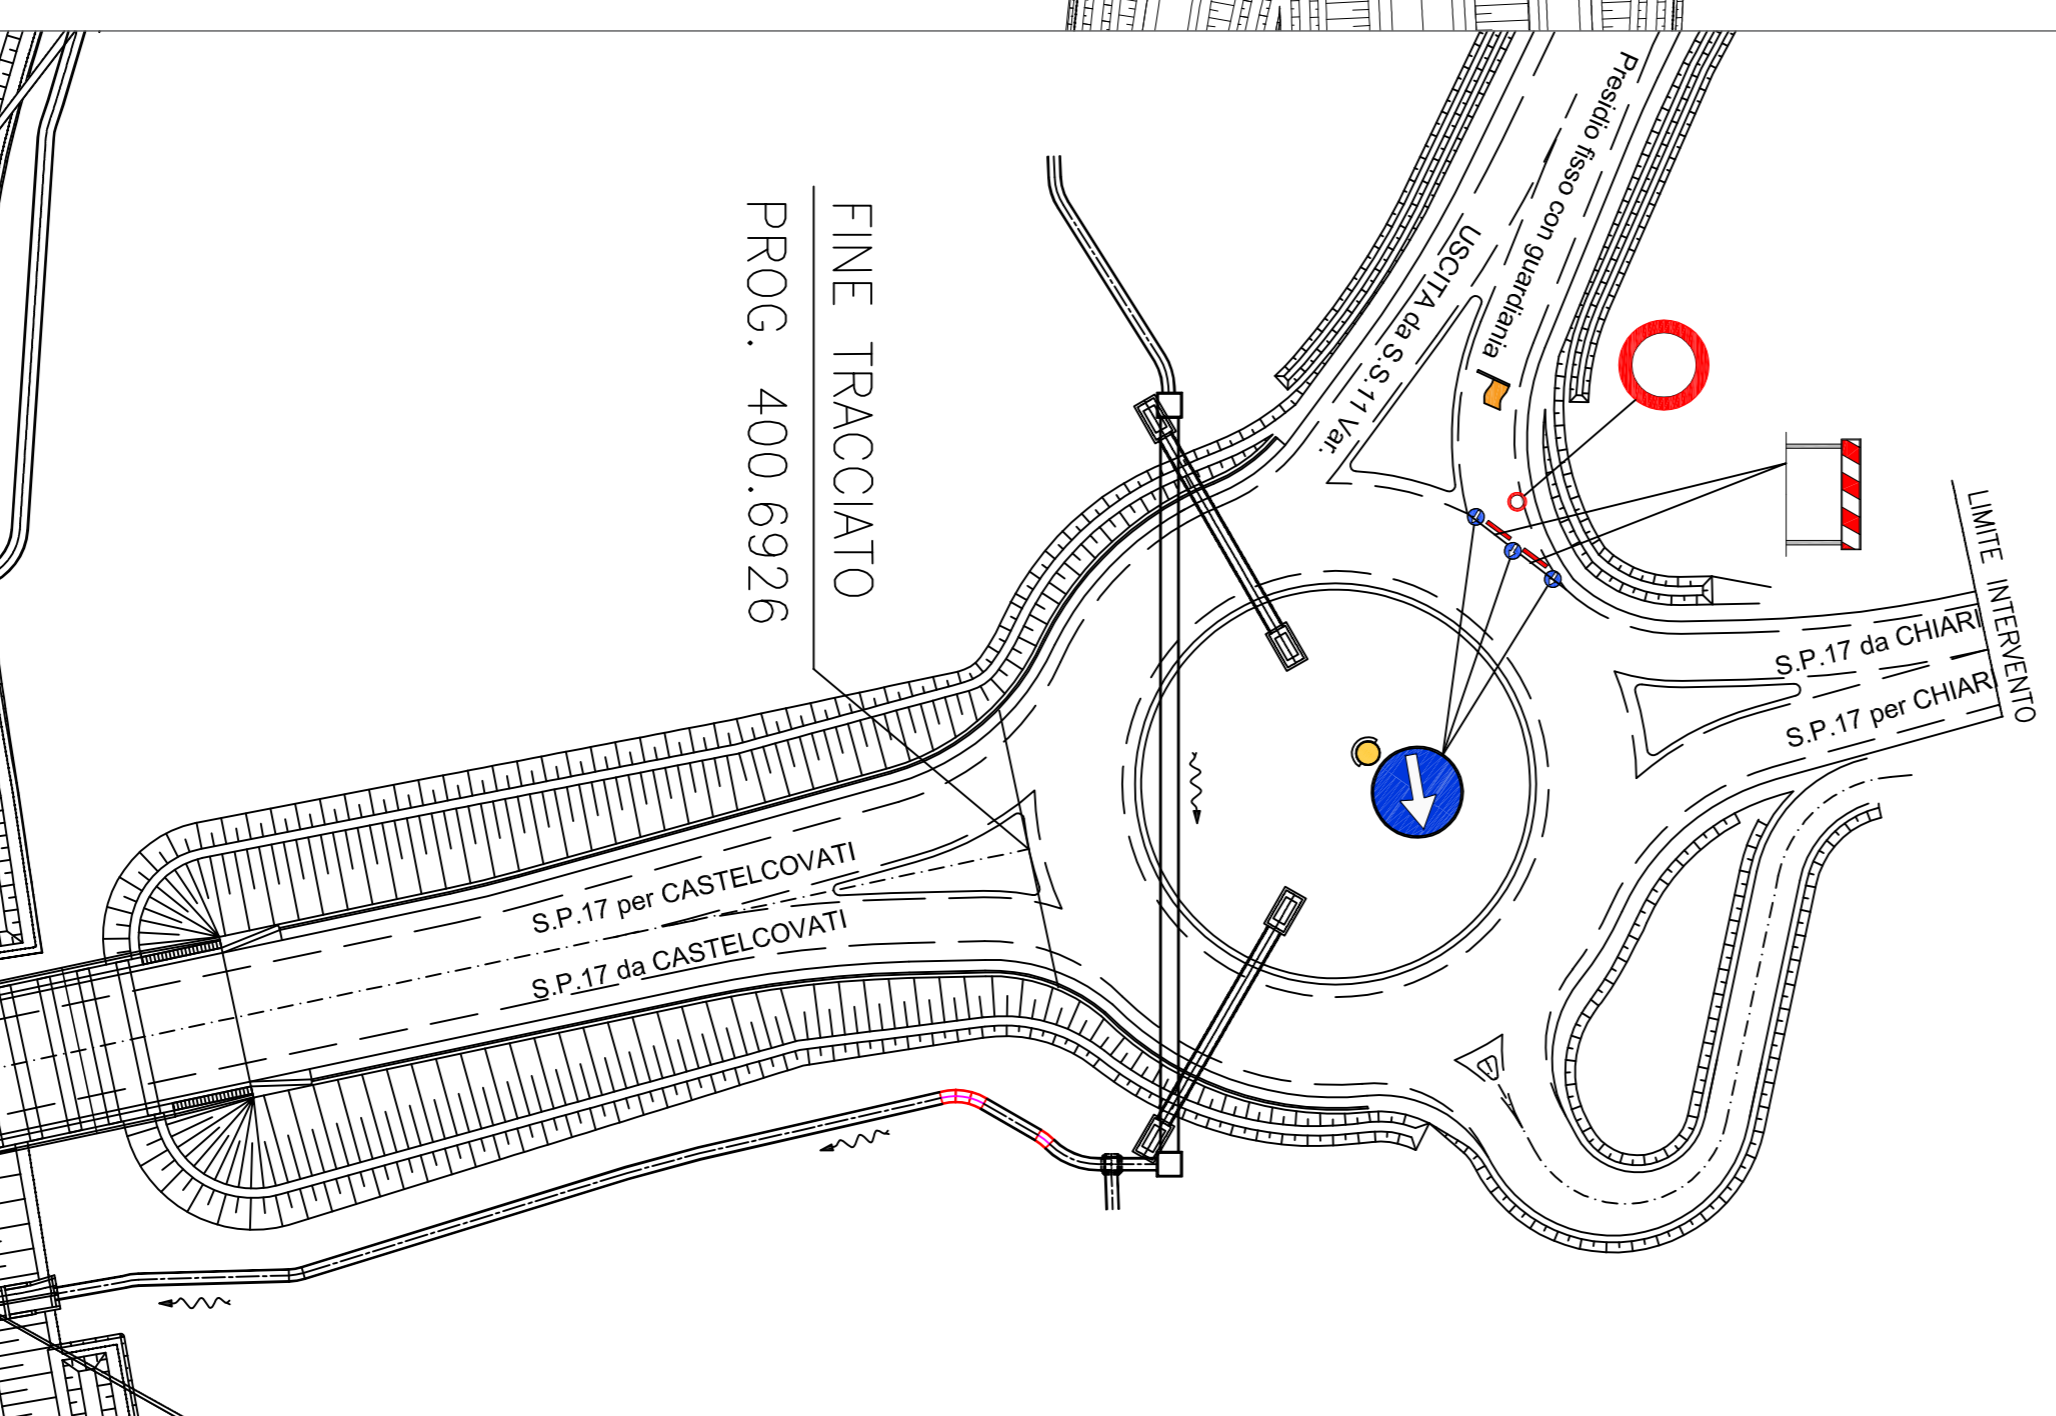 Presidio fisso con guardiania
USCITA da S.S.11 Var.
FINE TRACCIATO
PROG. 400.6926
LIMITE INTERVENTO
S.P.17 da CHIARI
S.P.17 per CHIARI
S.P.17 per CASTELCOVATI
S.P.17 da CASTELCOVATI